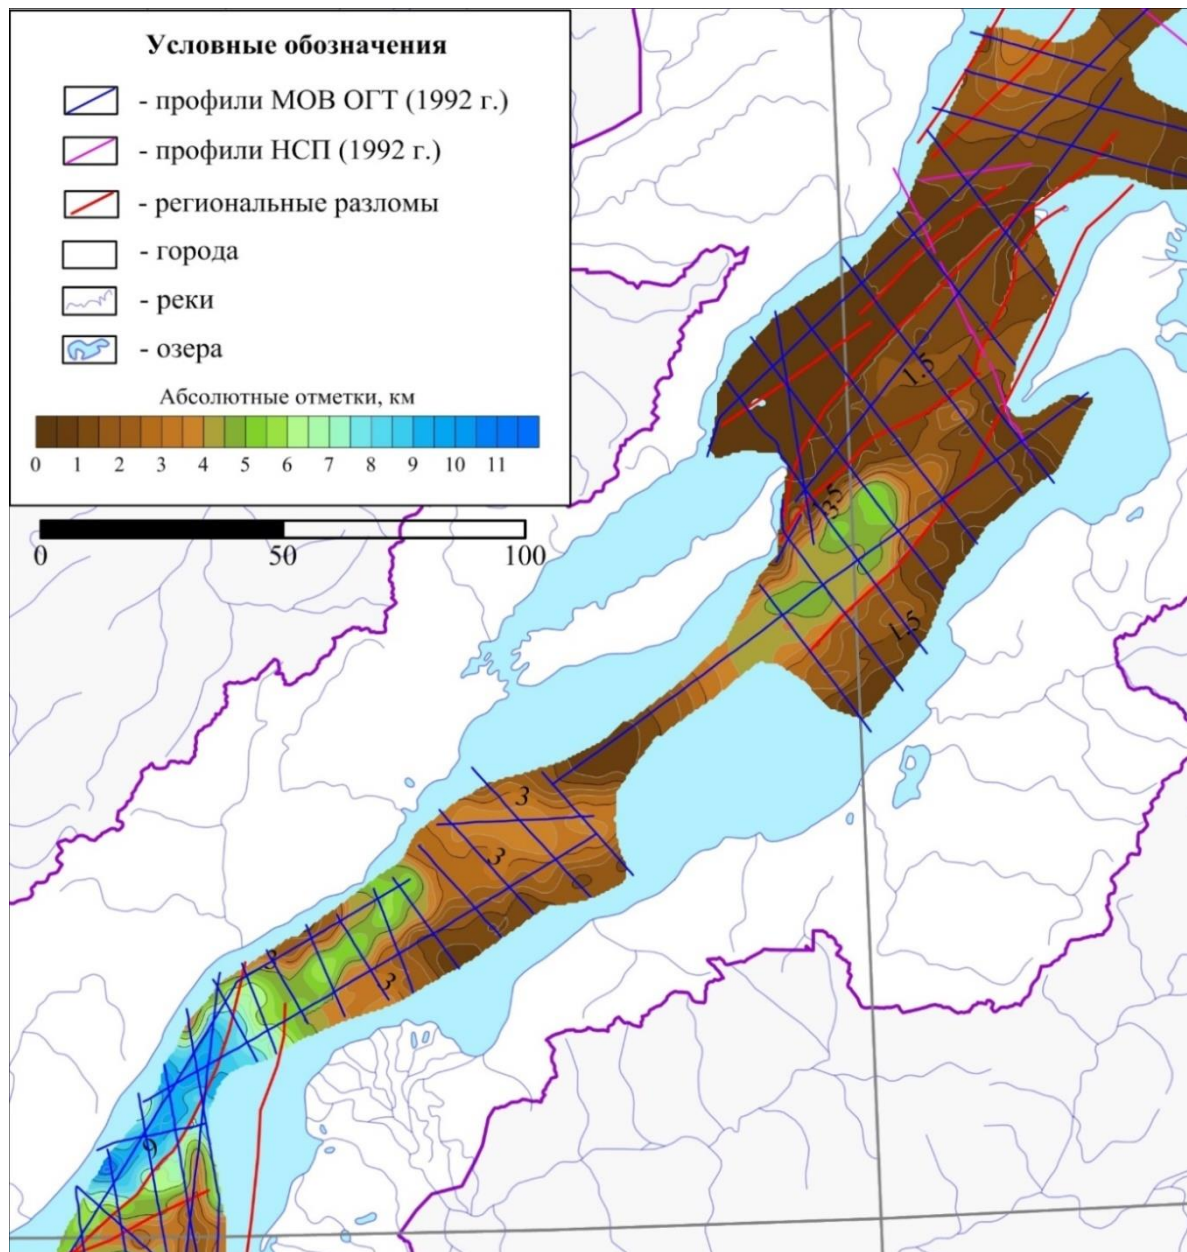 Условные обозначения
- профили МОВ ОГТ (1992 г.)
- профили НСП (1992 г.)
- региональные разломы
- города
- реки
- озера
Абсолютные отметки, км
0 1 2 3 4 5 6 7 8 9 10 11
0 50 100
1.5
1.5
3
3
3
3
9